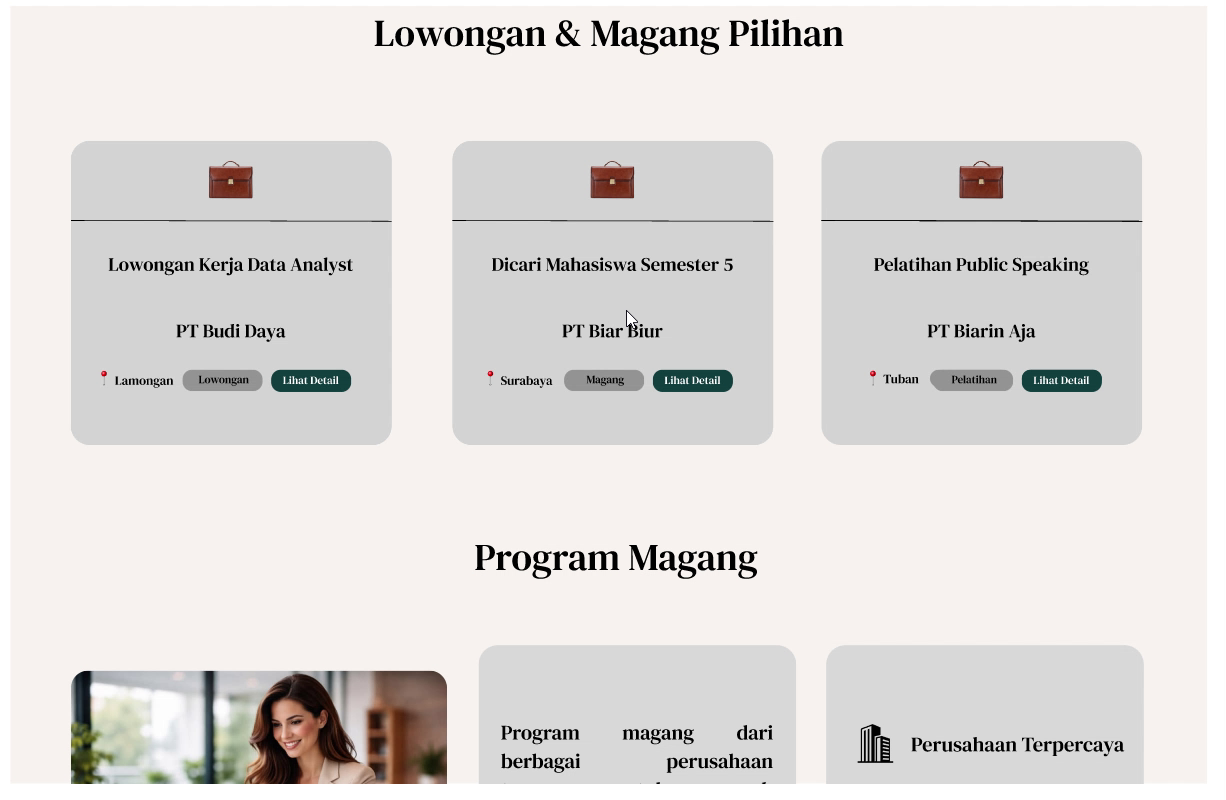 Lowongan & Magang Pilihan
Lowongan Kerja Data Analyst
PT Budi Daya
Lamongan Lowongan Lihat Detail
Dicari Mahasiswa Semester 5
PT Biar Biur
Surabaya Magang Lihat Detail
Pelatihan Public Speaking
PT Biarin Aja
Tuban Pelatihan Lihat Detail
Program Magang
Program magang dari
berbagai perusahaan
Perusahaan Terpercaya